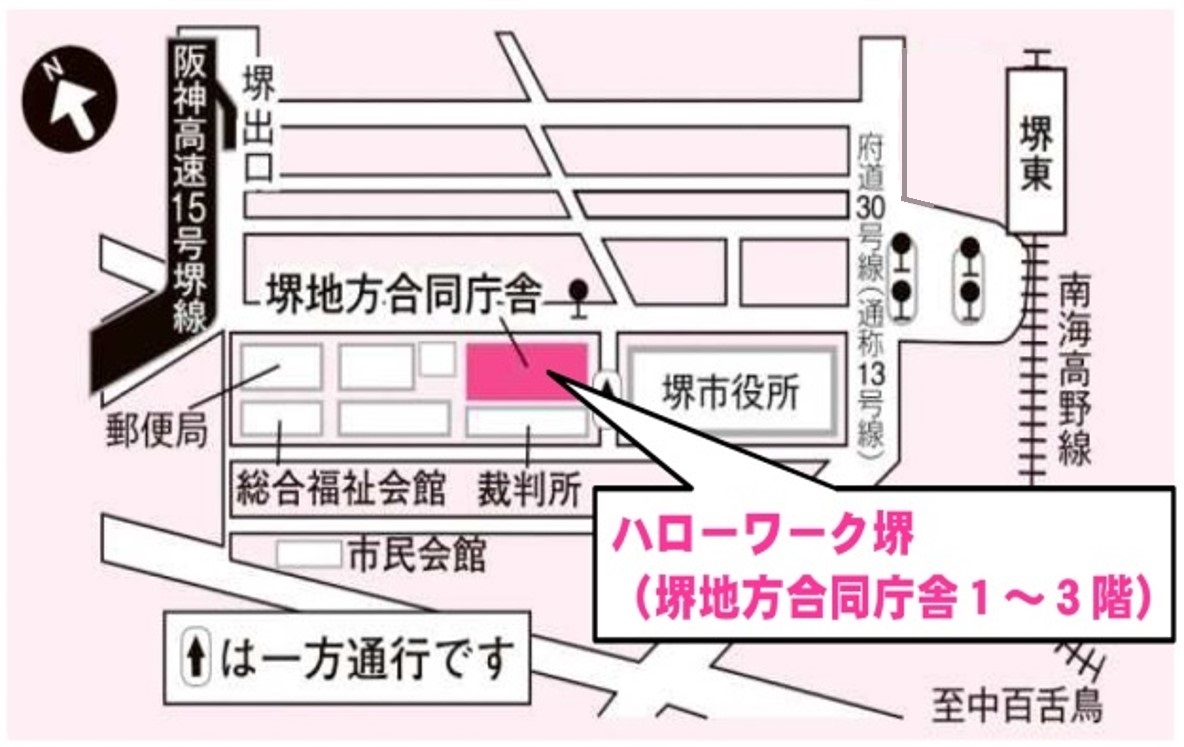 N
阪神高速15号堺線
堺出口
府道30号線(通称13号線)
堺東
南海高野線
堺地方合同庁舎
堺市役所
郵便局
総合福祉会館
裁判所
市民会館
ハローワーク堺
（堺地方合同庁舎１～３階）
は一方通行です
至中百舌鳥